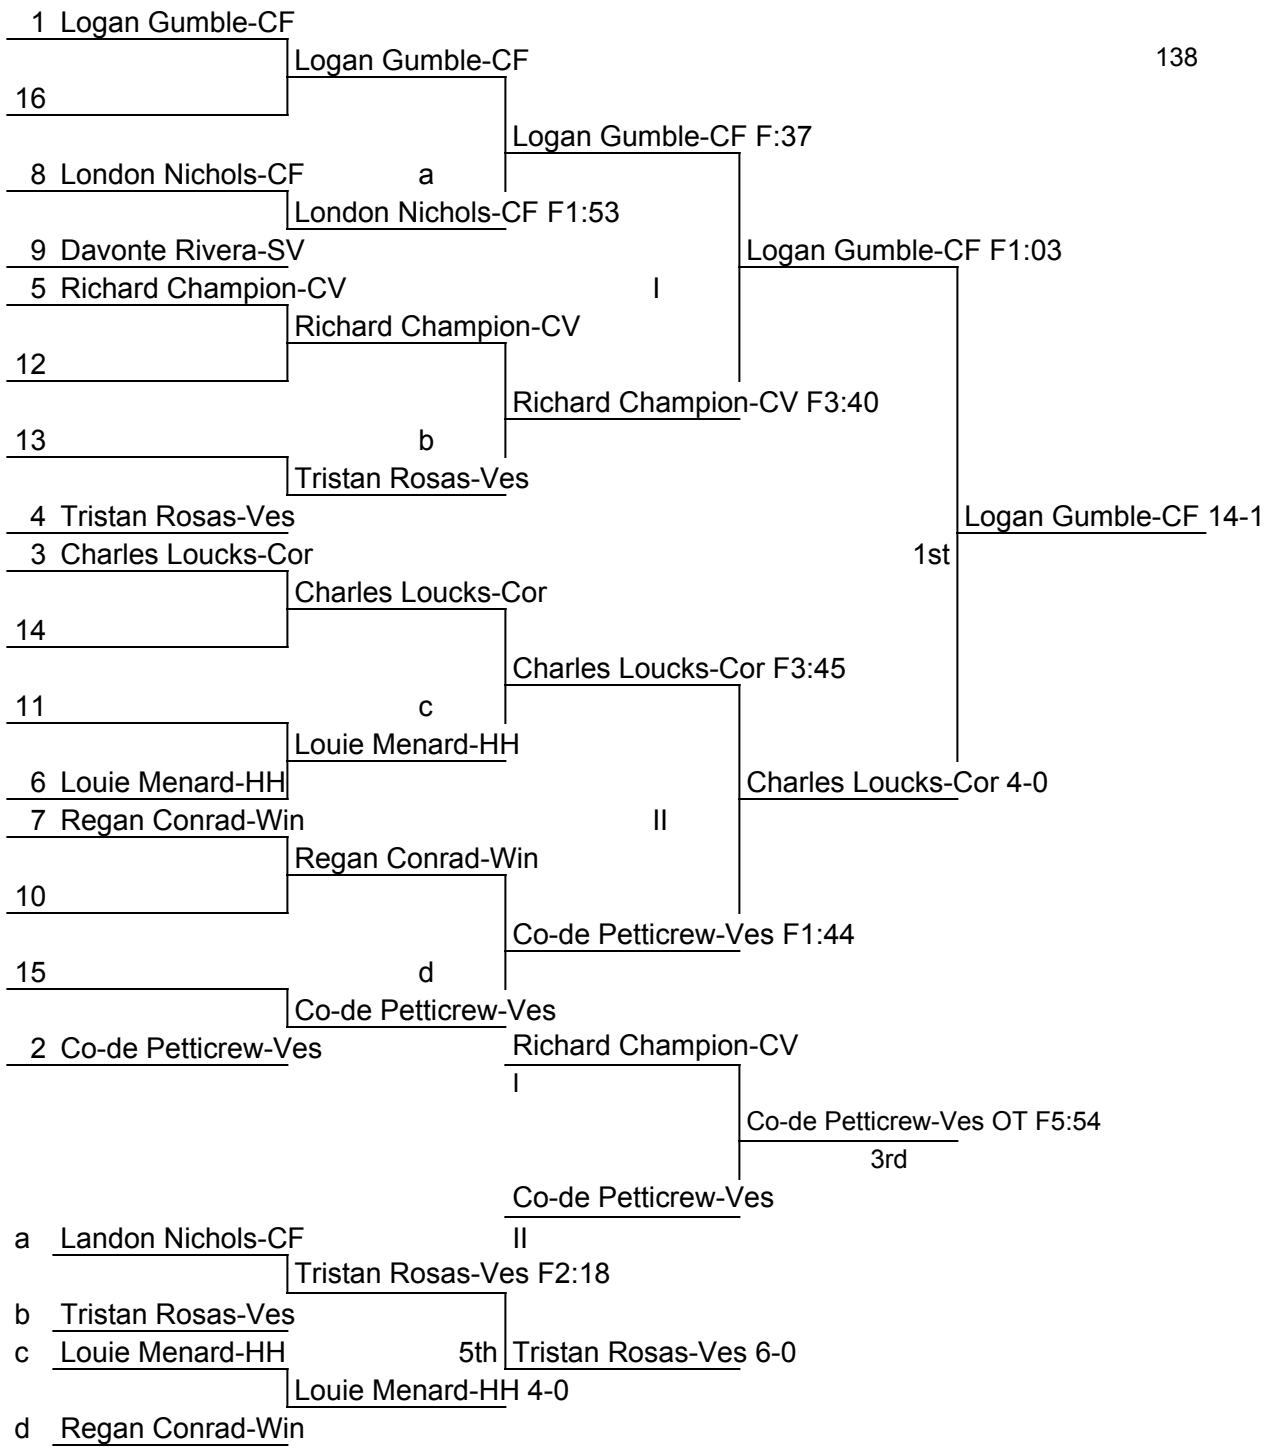 1 Logan Gumble-CF
Logan Gumble-CF
138
16
Logan Gumble-CF F:37
8 London Nichols-CF
a
London Nichols-CF F1:53
9 Davonte Rivera-SV
Logan Gumble-CF F1:03
5 Richard Champion-CV
I
Richard Champion-CV
12
Richard Champion-CV F3:40
13
b
Tristan Rosas-Ves
4 Tristan Rosas-Ves
Logan Gumble-CF 14-1
3 Charles Loucks-Cor
1st
Charles Loucks-Cor
14
Charles Loucks-Cor F3:45
11
c
Louie Menard-HH
6 Louie Menard-HH
Charles Loucks-Cor 4-0
7 Regan Conrad-Win
II
Regan Conrad-Win
10
Co-de Petticrew-Ves F1:44
15
d
Co-de Petticrew-Ves
2 Co-de Petticrew-Ves
Richard Champion-CV
I
Co-de Petticrew-Ves OT F5:54
3rd
Co-de Petticrew-Ves
a Landon Nichols-CF
II
Tristan Rosas-Ves F2:18
b Tristan Rosas-Ves
c Louie Menard-HH
5th Tristan Rosas-Ves 6-0
Louie Menard-HH 4-0
d Regan Conrad-Win